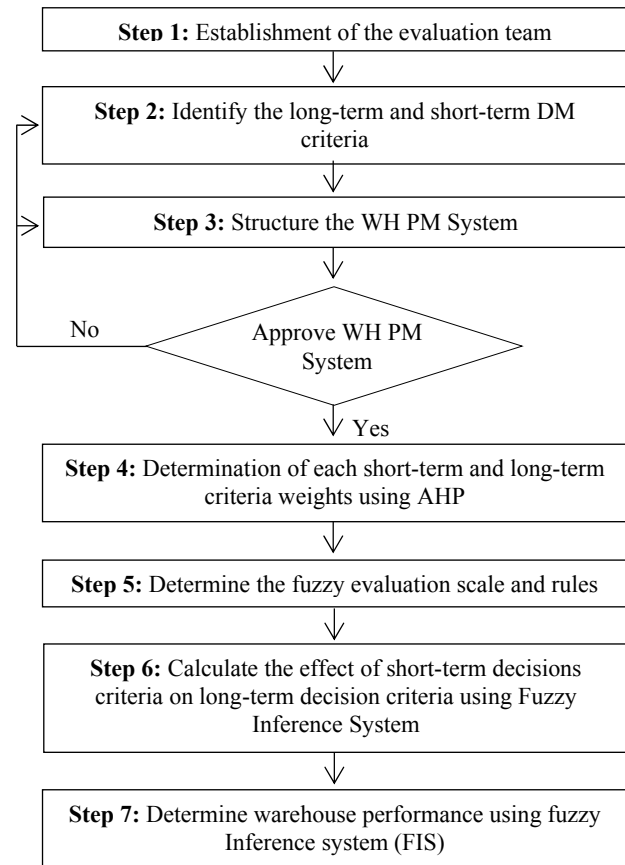 Step 1: Establishment of the evaluation team
Step 2: Identify the long-term and short-term DM
criteria
Step 3: Structure the WH PM System
No
Approve WH PM
System
Yes
Step 4: Determination of each short-term and long-term
criteria weights using AHP
Step 5: Determine the fuzzy evaluation scale and rules
Step 6: Calculate the effect of short-term decisions
criteria on long-term decision criteria using Fuzzy
Inference System
Step 7: Determine warehouse performance using fuzzy
Inference system (FIS)